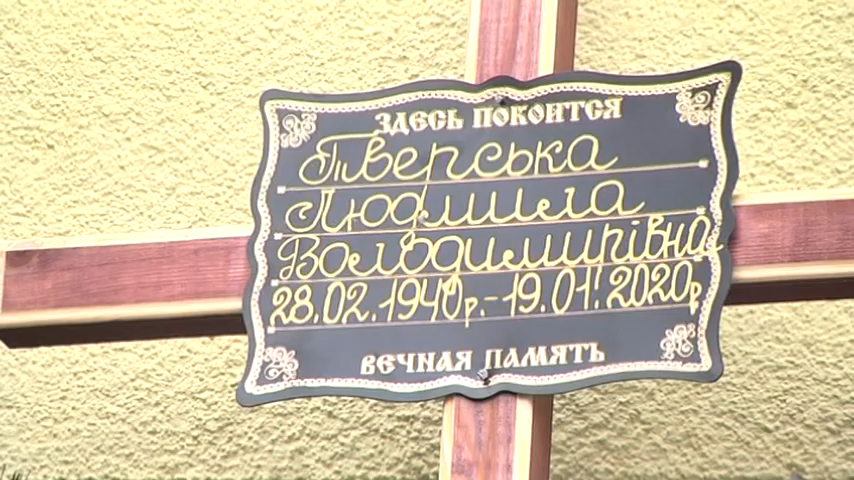 ЗДЕСЬ ПОКОИТСЯ
Тверська
Людмила
Володимирівна
28.02.1940р.-19.01.2020р
ВЕЧНАЯ ПАМЯТЬ